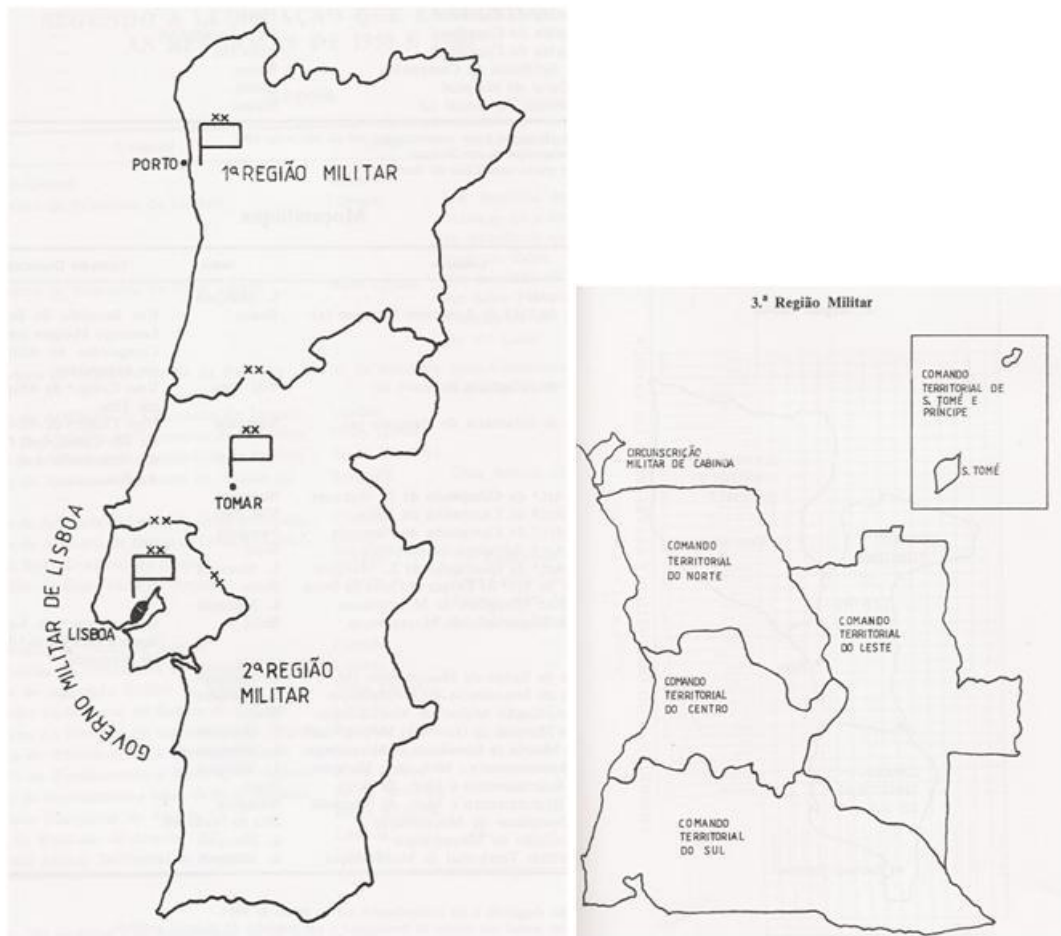 PORTO
1ª REGIÃO MILITAR
TOMAR
GOVERNO MILITAR DE LISBOA
LISBOA
2ª REGIÃO
MILITAR
3.ª Região Militar
COMANDO
TERRITORIAL DE
S. TOMÉ E
PRÍNCIPE
S. TOMÉ
CIRCUNSCRIÇÃO
MILITAR DE CABINDA
COMANDO
TERRITORIAL
DO NORTE
COMANDO
TERRITORIAL
DO LESTE
COMANDO
TERRITORIAL
DO CENTRO
COMANDO
TERRITORIAL
DO SUL